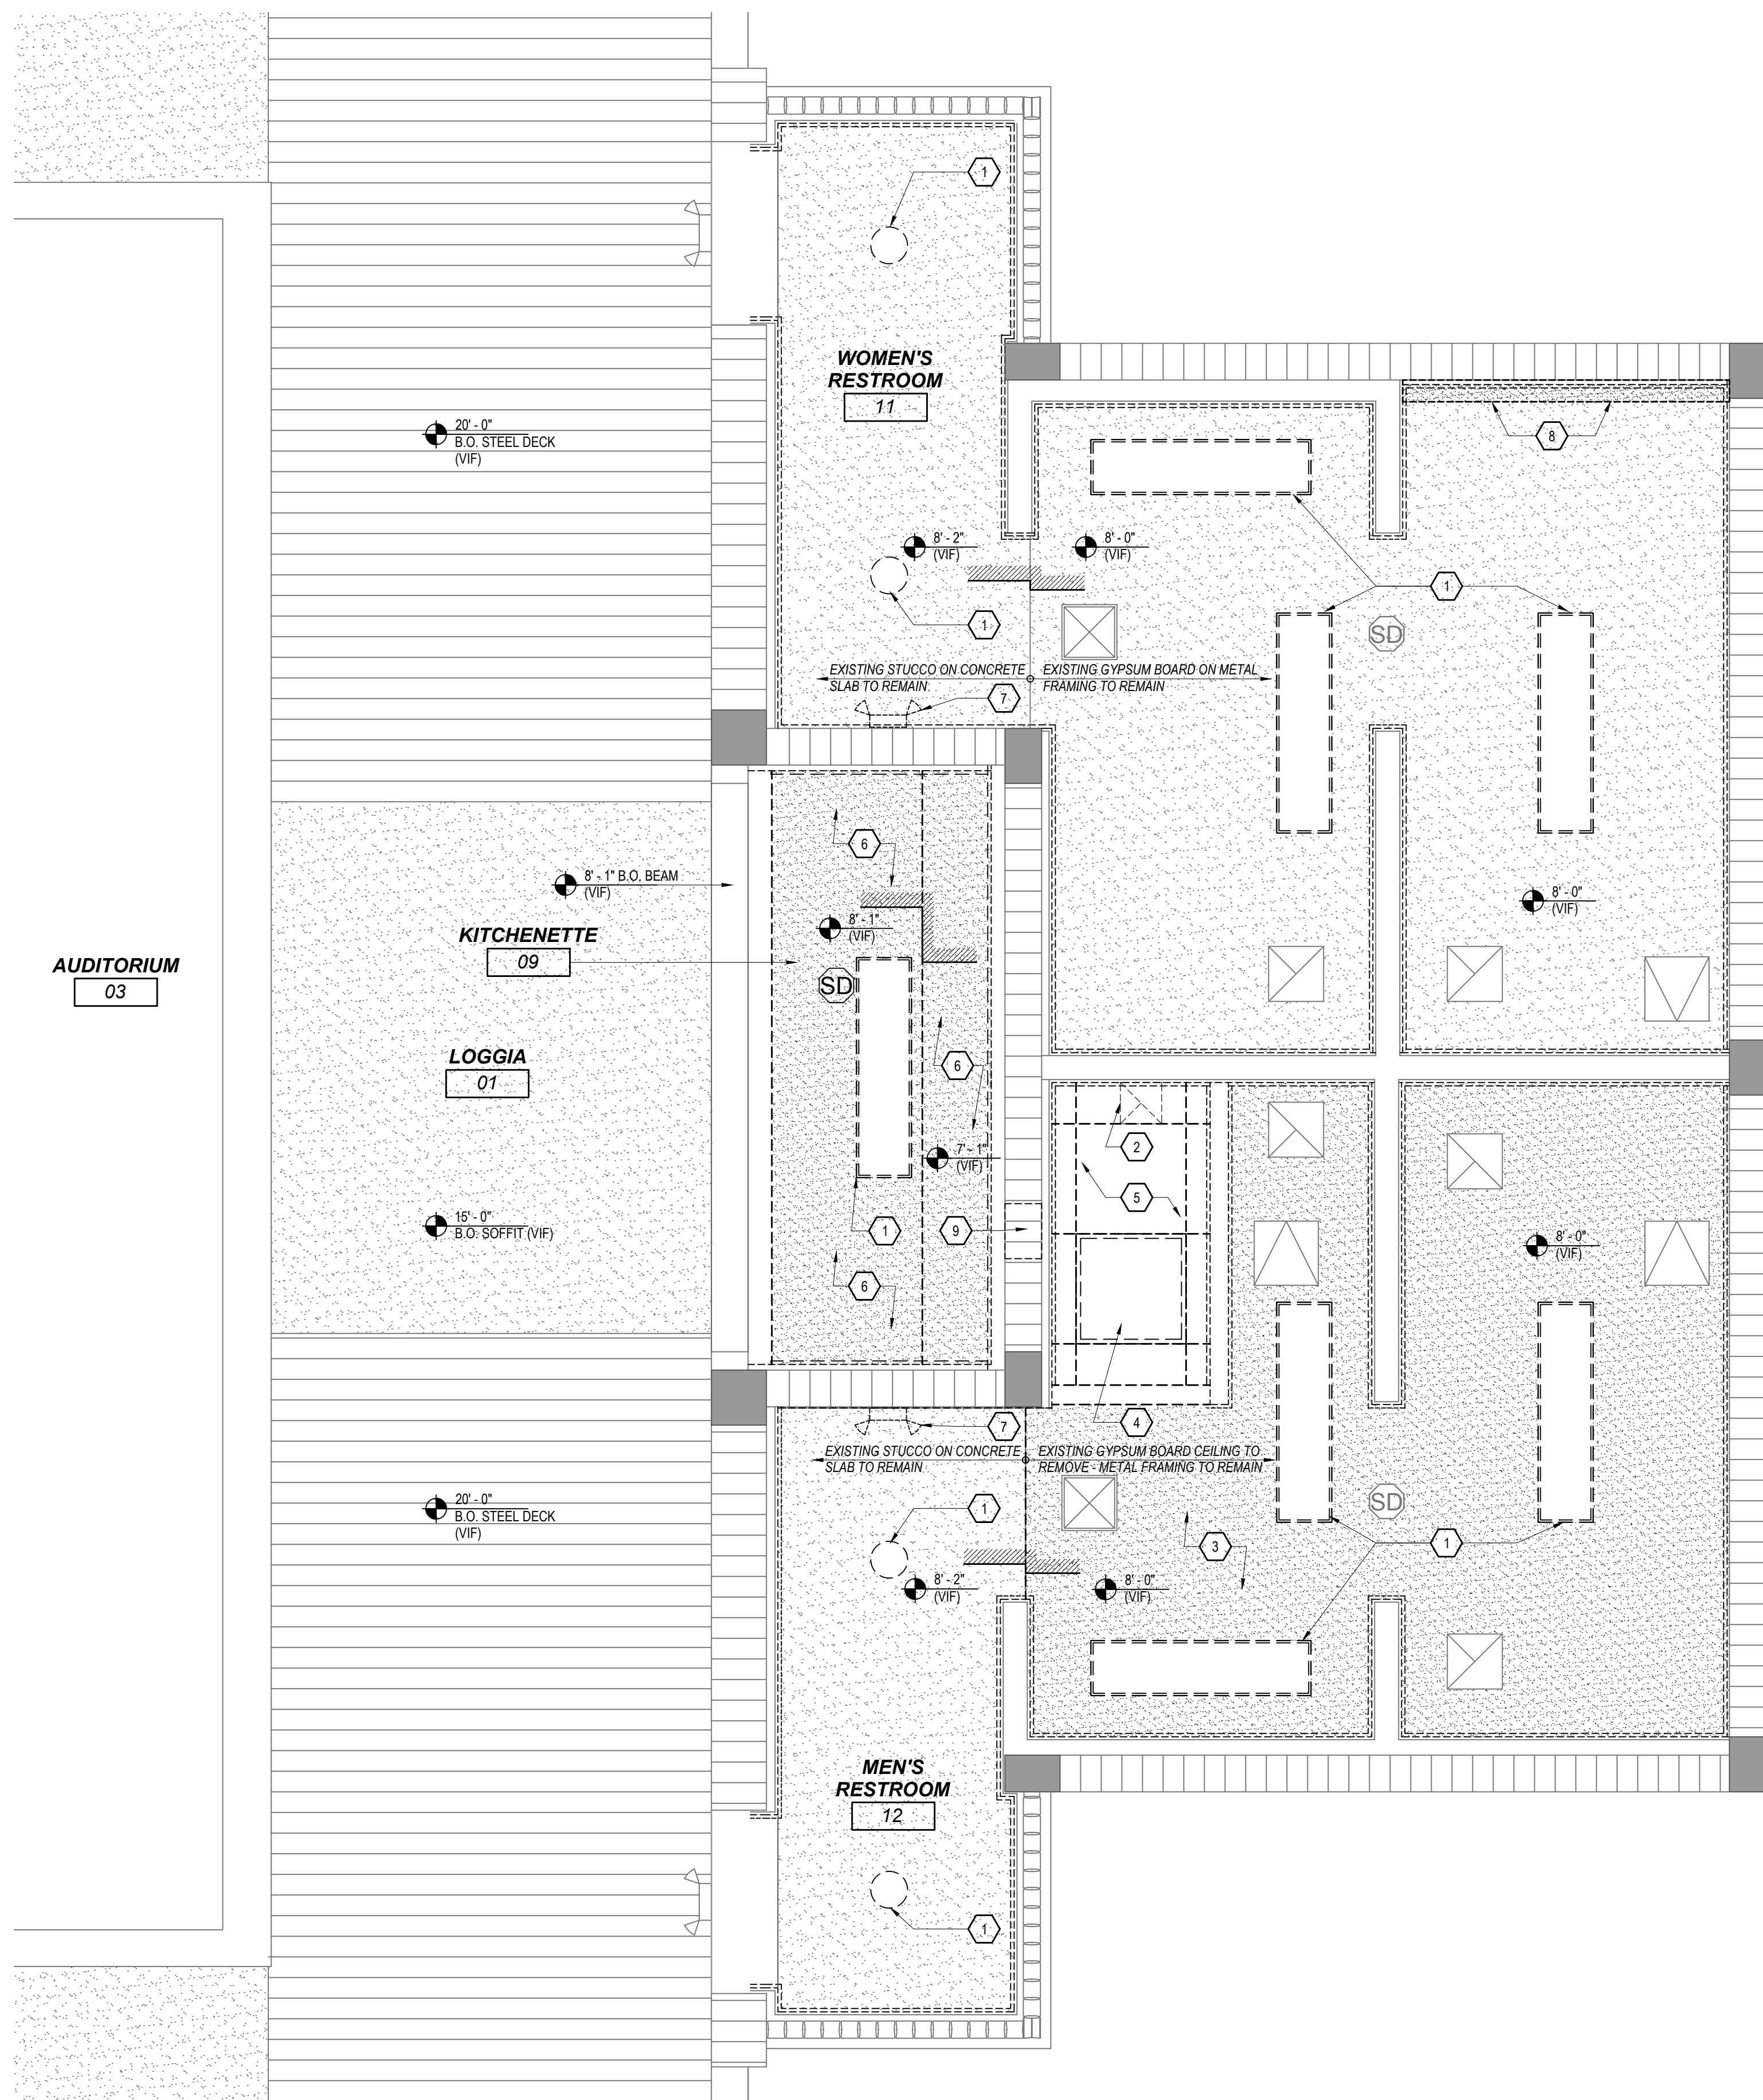 1
WOMEN'S
RESTROOM
11
20' - 0"
B.O. STEEL DECK
(VIF)
8
8' - 2"
(VIF)
8' - 0"
(VIF)
1
1
SD
EXISTING STUCCO ON CONCRETE
SLAB TO REMAIN
EXISTING GYPSUM BOARD ON METAL
FRAMING TO REMAIN
7
6
8' - 1" B.O. BEAM
(VIF)
8' - 1"
(VIF)
8' - 0"
(VIF)
KITCHENETTE
09
AUDITORIUM
03
SD
LOGGIA
01
6
2
7' - 1"
(VIF)
5
15' - 0"
B.O. SOFFIT (VIF)
1
9
8' - 0"
(VIF)
6
4
7
EXISTING STUCCO ON CONCRETE
SLAB TO REMAIN
EXISTING GYPSUM BOARD CEILING TO
REMOVE - METAL FRAMING TO REMAIN
20' - 0"
B.O. STEEL DECK
(VIF)
1
SD
3
1
8' - 2"
(VIF)
8' - 0"
(VIF)
MEN'S
RESTROOM
12
1